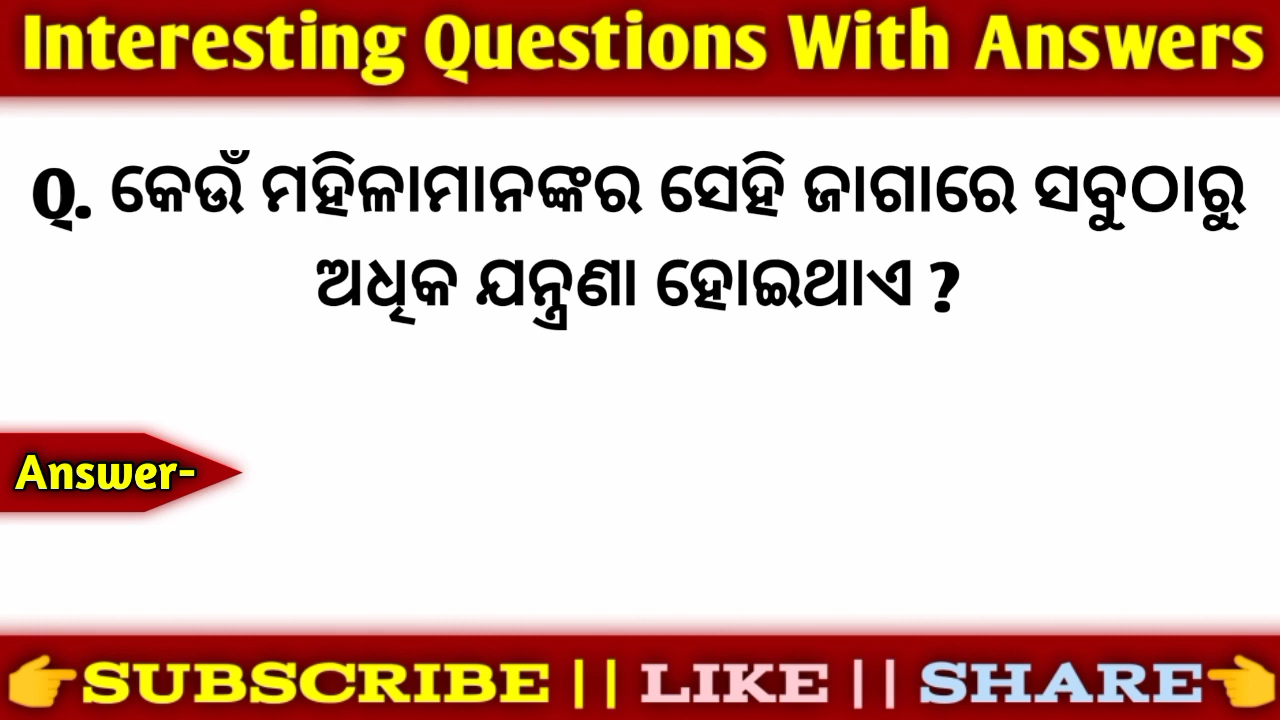 Interesting Questions With Answers
Q. କେଉଁ ମହିଳାମାନଙ୍କର ସେହି ଜାଗାରେ ସବୁଠାରୁ
ଅଧିକ ଯନ୍ତ୍ରଣା ହୋଇଥାଏ ?
Answer-
👉SUBSCRIBE || LIKE || SHARE👈